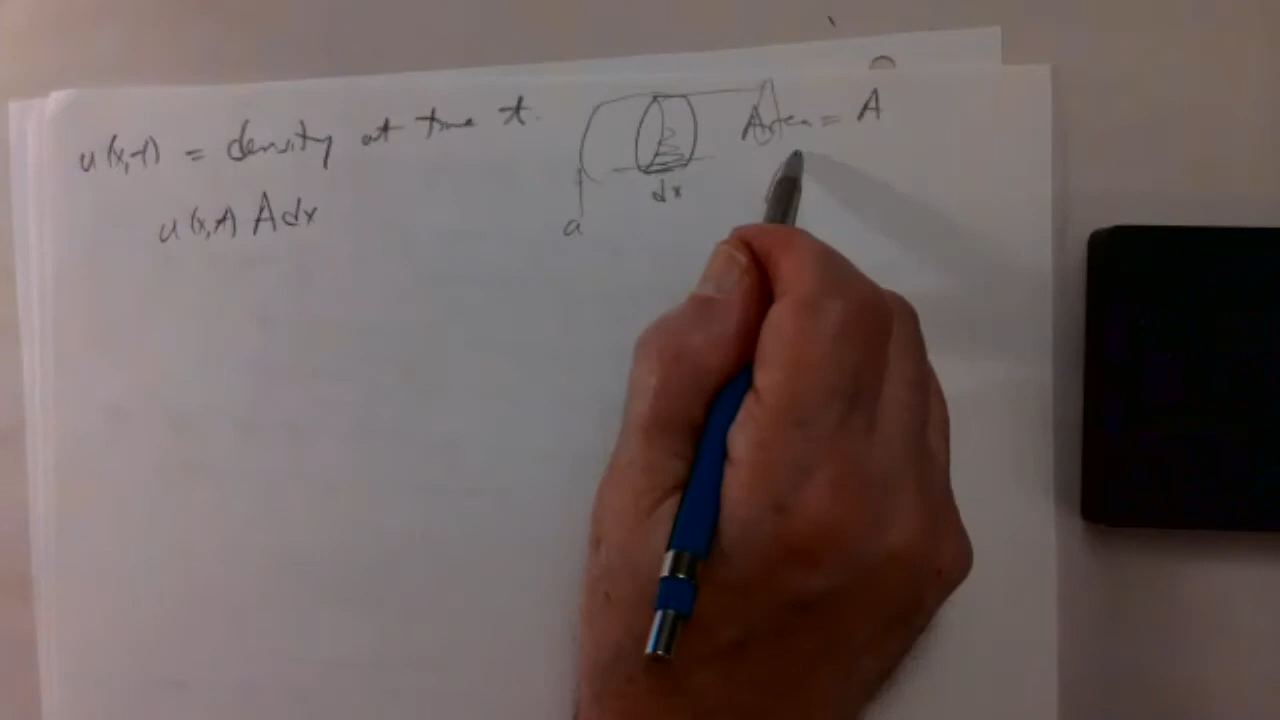 u(x,t) = density at time t.
Area = A
dx
u(x,t) A dx
a